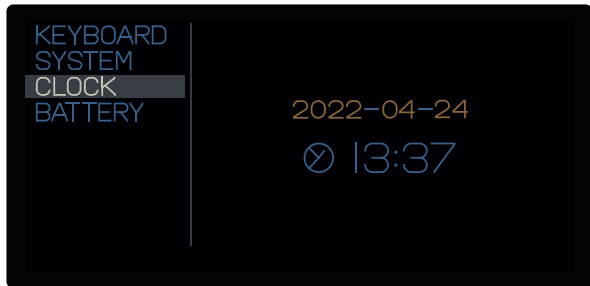 KEYBOARD
SYSTEM
CLOCK
BATTERY
2022-04-24
13:37